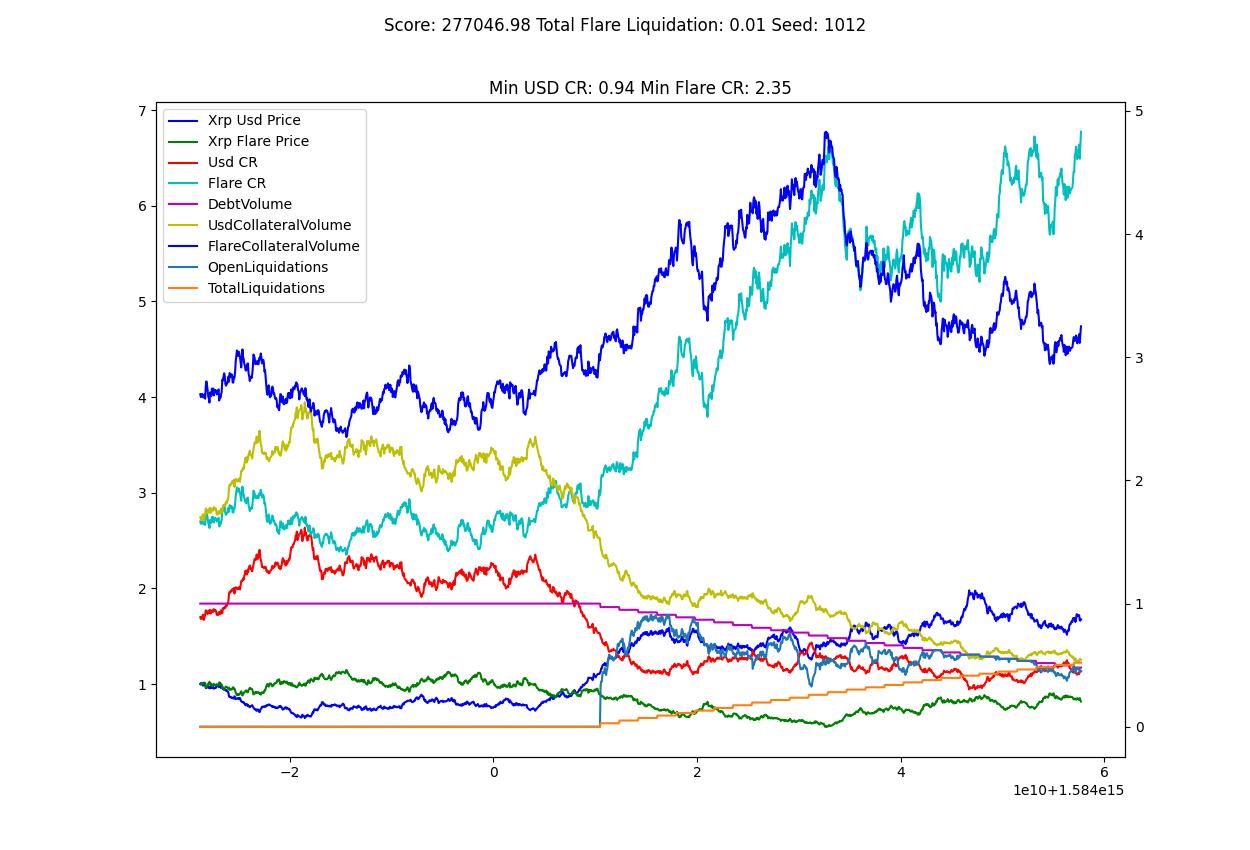 Score: 277046.98 Total Flare Liquidation: 0.01 Seed: 1012
Min USD CR: 0.94 Min Flare CR: 2.35
Xrp Usd Price
Xrp Flare Price
Usd CR
Flare CR
DebtVolume
UsdCollateralVolume
FlareCollateralVolume
OpenLiquidations
TotalLiquidations
7
6
5
4
3
2
1
5
4
3
2
1
0
−2
0
2
4
6
1e10+1.584e15